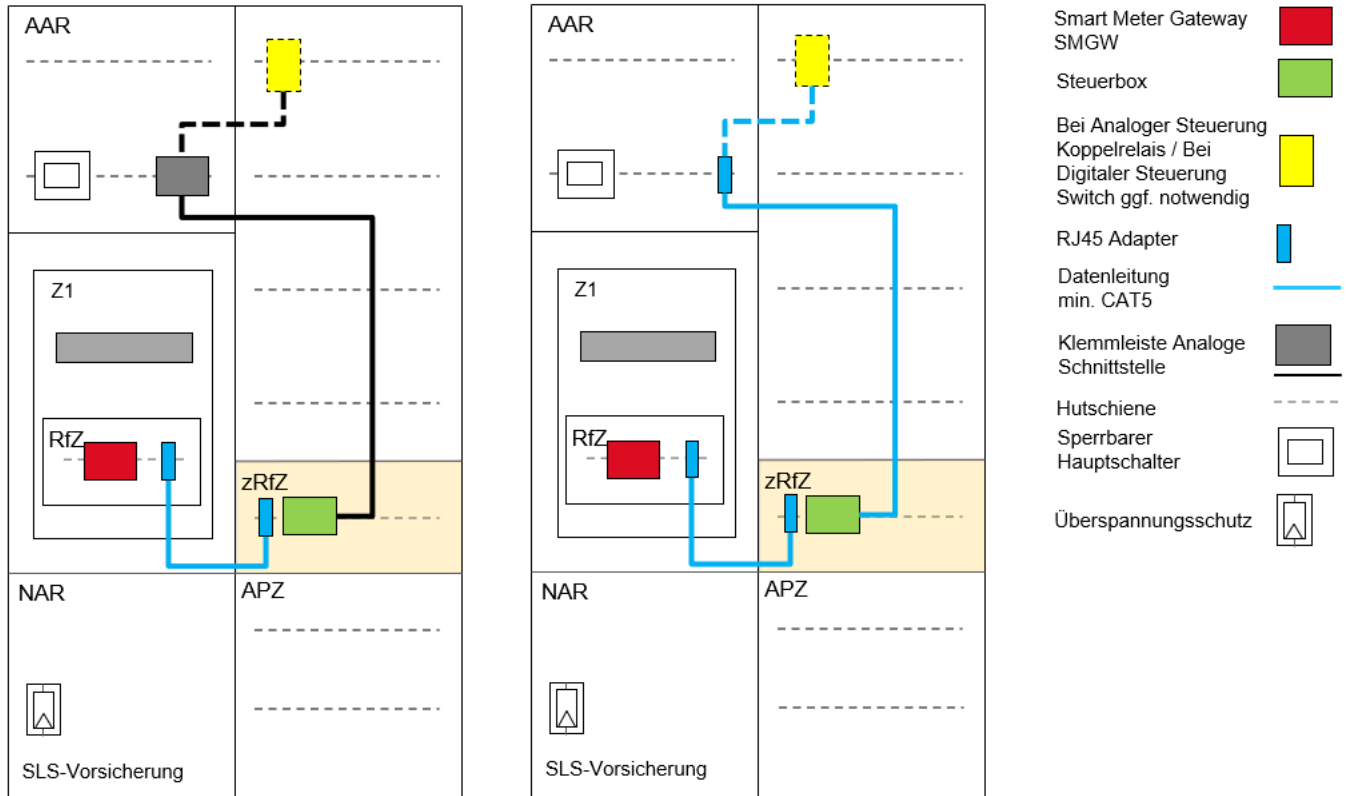 AAR
Z1
RfZ
zRfZ
NAR
APZ
SLS-Vorsicherung
AAR
Z1
RfZ
zRfZ
NAR
APZ
SLS-Vorsicherung
Smart Meter Gateway
SMGW
Steuerbox
Bei Analoger Steuerung
Koppelrelais / Bei
Digitaler Steuerung
Switch ggf. notwendig
RJ45 Adapter
Datenleitung
min. CAT5
Klemmleiste Analoge
Schnittstelle
Hutschiene
Sperrbarer
Hauptschalter
Überspannungsschutz